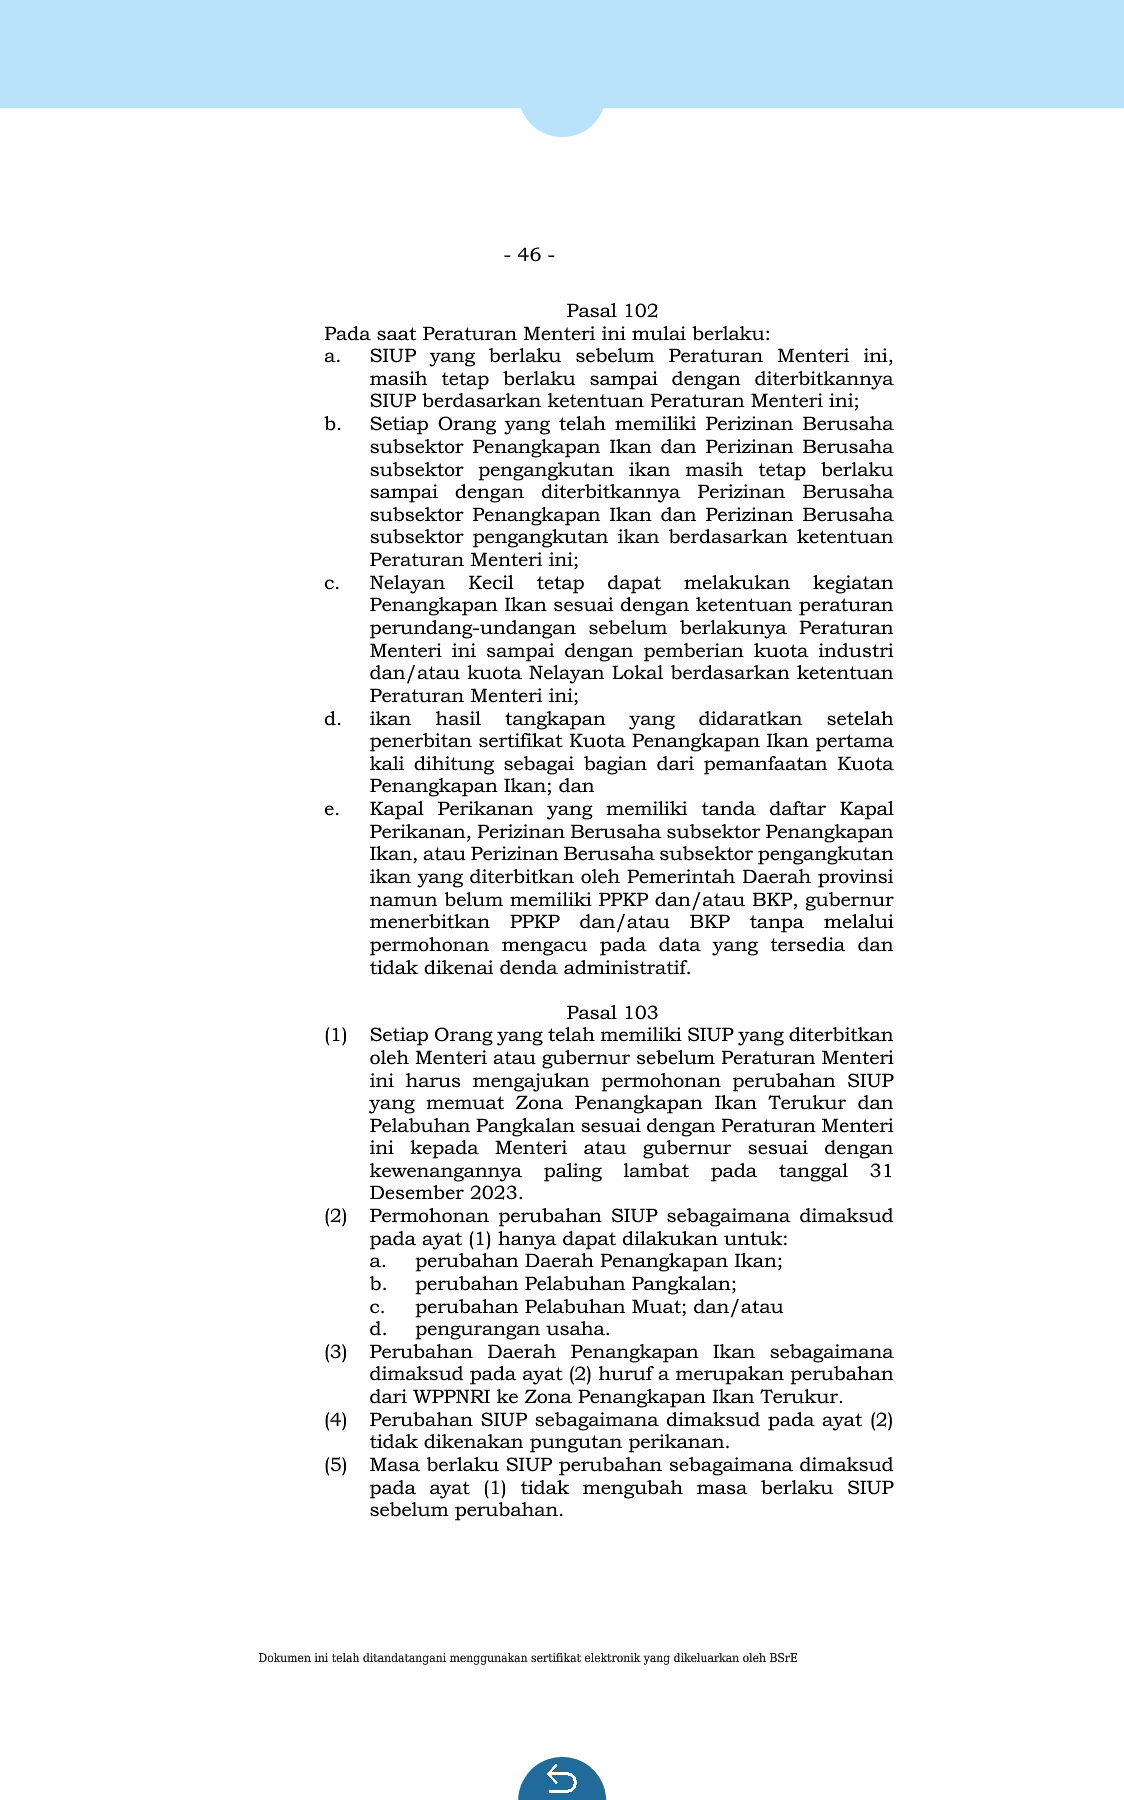 - 46 -
Pasal 102
Pada saat Peraturan Menteri ini mulai berlaku:
a. SIUP yang berlaku sebelum Peraturan Menteri ini,
masih tetap berlaku sampai dengan diterbitkannya
SIUP berdasarkan ketentuan Peraturan Menteri ini;
b. Setiap Orang yang telah memiliki Perizinan Berusaha
subsektor Penangkapan Ikan dan Perizinan Berusaha
subsektor pengangkutan ikan masih tetap berlaku
sampai dengan diterbitkannya Perizinan Berusaha
subsektor Penangkapan Ikan dan Perizinan Berusaha
subsektor pengangkutan ikan berdasarkan ketentuan
Peraturan Menteri ini;
c. Nelayan Kecil tetap dapat melakukan kegiatan
Penangkapan Ikan sesuai dengan ketentuan peraturan
perundang-undangan sebelum berlakunya Peraturan
Menteri ini sampai dengan pemberian kuota industri
dan/atau kuota Nelayan Lokal berdasarkan ketentuan
Peraturan Menteri ini;
d. ikan hasil tangkapan yang didaratkan setelah
penerbitan sertifikat Kuota Penangkapan Ikan pertama
kali dihitung sebagai bagian dari pemanfaatan Kuota
Penangkapan Ikan; dan
e. Kapal Perikanan yang memiliki tanda daftar Kapal
Perikanan, Perizinan Berusaha subsektor Penangkapan
Ikan, atau Perizinan Berusaha subsektor pengangkutan
ikan yang diterbitkan oleh Pemerintah Daerah provinsi
namun belum memiliki PPKP dan/atau BKP, gubernur
menerbitkan PPKP dan/atau BKP tanpa melalui
permohonan mengacu pada data yang tersedia dan
tidak dikenai denda administratif.
Pasal 103
(1) Setiap Orang yang telah memiliki SIUP yang diterbitkan
oleh Menteri atau gubernur sebelum Peraturan Menteri
ini harus mengajukan permohonan perubahan SIUP
yang memuat Zona Penangkapan Ikan Terukur dan
Pelabuhan Pangkalan sesuai dengan Peraturan Menteri
ini kepada Menteri atau gubernur sesuai dengan
kewenangannya paling lambat pada tanggal 31
Desember 2023.
(2) Permohonan perubahan SIUP sebagaimana dimaksud
pada ayat (1) hanya dapat dilakukan untuk:
a. perubahan Daerah Penangkapan Ikan;
b. perubahan Pelabuhan Pangkalan;
c. perubahan Pelabuhan Muat; dan/atau
d. pengurangan usaha.
(3) Perubahan Daerah Penangkapan Ikan sebagaimana
dimaksud pada ayat (2) huruf a merupakan perubahan
dari WPPNRI ke Zona Penangkapan Ikan Terukur.
(4) Perubahan SIUP sebagaimana dimaksud pada ayat (2)
tidak dikenakan pungutan perikanan.
(5) Masa berlaku SIUP perubahan sebagaimana dimaksud
pada ayat (1) tidak mengubah masa berlaku SIUP
sebelum perubahan.
Dokumen ini telah ditandatangani menggunakan sertifikat elektronik yang dikeluarkan oleh BSrE